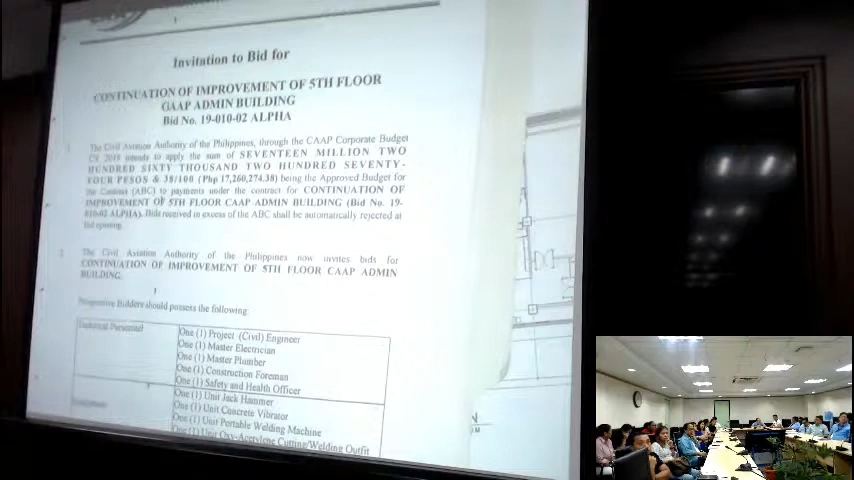 Invitation to Bid for
CONTINUATION OF IMPROVEMENT OF 5TH FLOOR
CAAP ADMIN BUILDING
Bid No. 19-010-02 ALPHA
The Civil Aviation Authority of the Philippines, through the CAAP Corporate Budget
CY 2019 intends to apply the sum of SEVENTEEN MILLION TWO
HUNDRED SIXTY THOUSAND TWO HUNDRED SEVENTY-
FOUR PESOS & 38/100 (Php 17,260,274.38) being the Approved Budget for
the Contract (ABC) to payments under the contract for CONTINUATION OF
IMPROVEMENT OF 5TH FLOOR CAAP ADMIN BUILDING (Bid No. 19-
010-02 ALPHA). Bids received in excess of the ABC shall be automatically rejected at
bid opening.
The Civil Aviation Authority of the Philippines now invites bids for
CONTINUATION OF IMPROVEMENT OF 5TH FLOOR CAAP ADMIN
BUILDING.
Prospective Bidders should possess the following:
Technical Personnel
One (1) Project (Civil) Engineer
One (1) Master Electrician
One (1) Master Plumber
One (1) Construction Foreman
One (1) Safety and Health Officer
One (1) Unit Jack Hammer
One (1) Unit Concrete Vibrator
One (1) Unit Portable Welding Machine
One (1) Unit Oxy-Acetylene Cutting/Welding Outfit